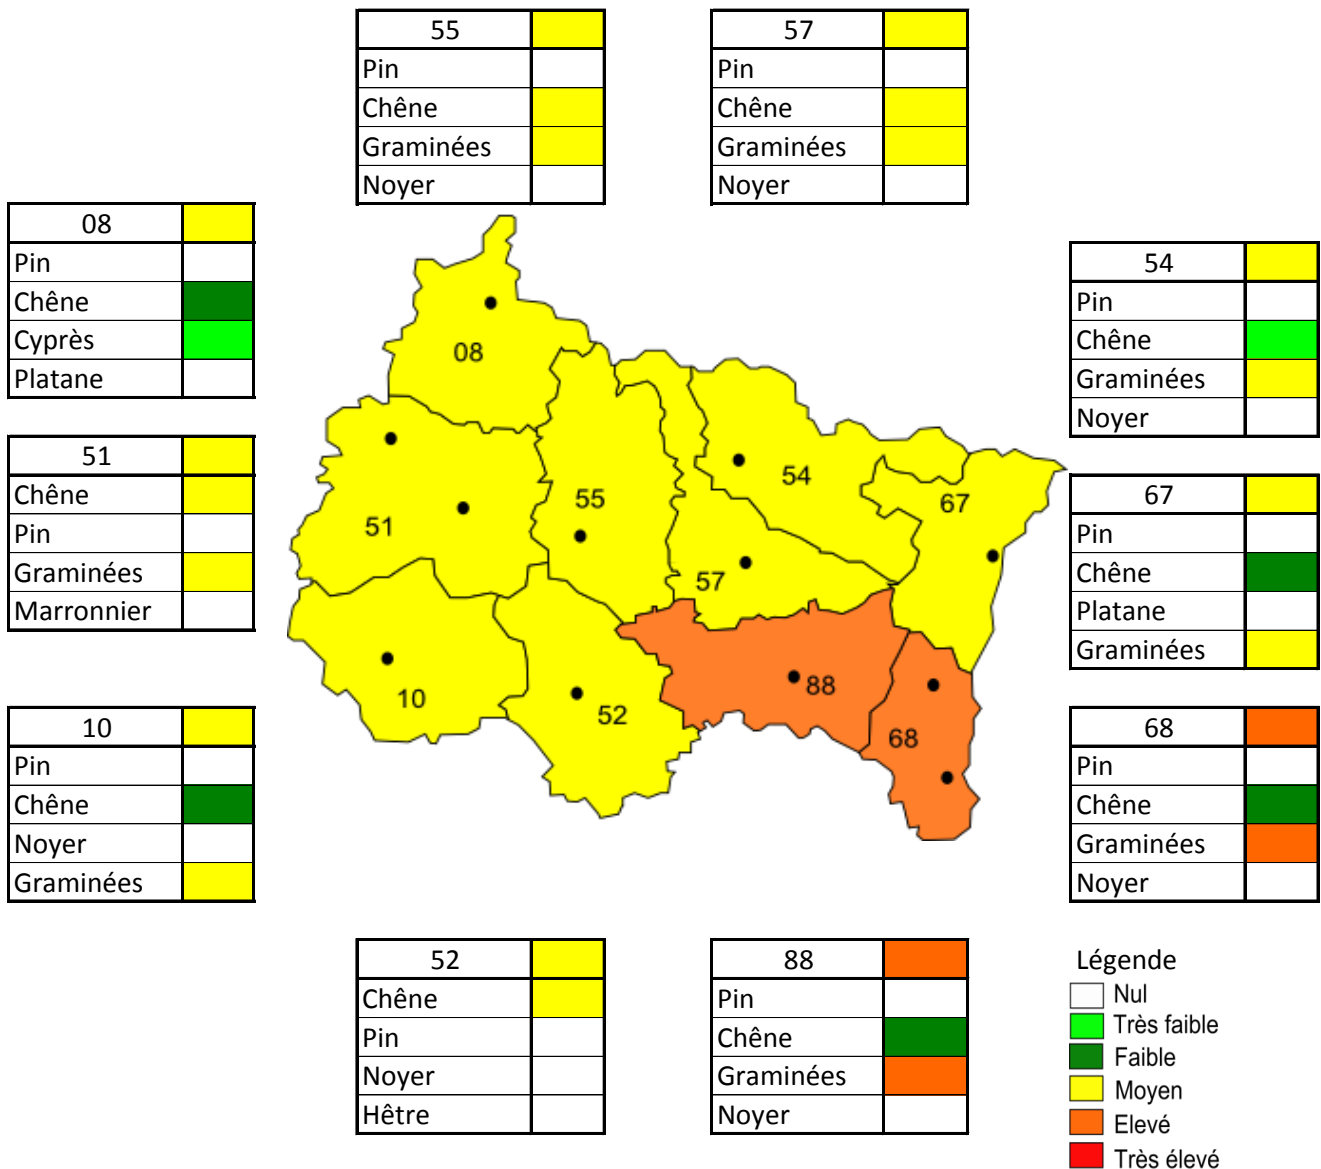 55
Pin
Chêne
Graminées
Noyer
57
Pin
Chêne
Graminées
Noyer
08
Pin
Chêne
Cyprès
Platane
51
Chêne
Pin
Graminées
Marronnier
10
Pin
Chêne
Noyer
Graminées
08
54
67
55
51
57
88
10
52
68
54
Pin
Chêne
Graminées
Noyer
67
Pin
Chêne
Platane
Graminées
68
Pin
Chêne
Graminées
Noyer
52
Chêne
Pin
Noyer
Hêtre
88
Pin
Chêne
Graminées
Noyer
Légende
Nul
Très faible
Faible
Moyen
Elevé
Très élevé